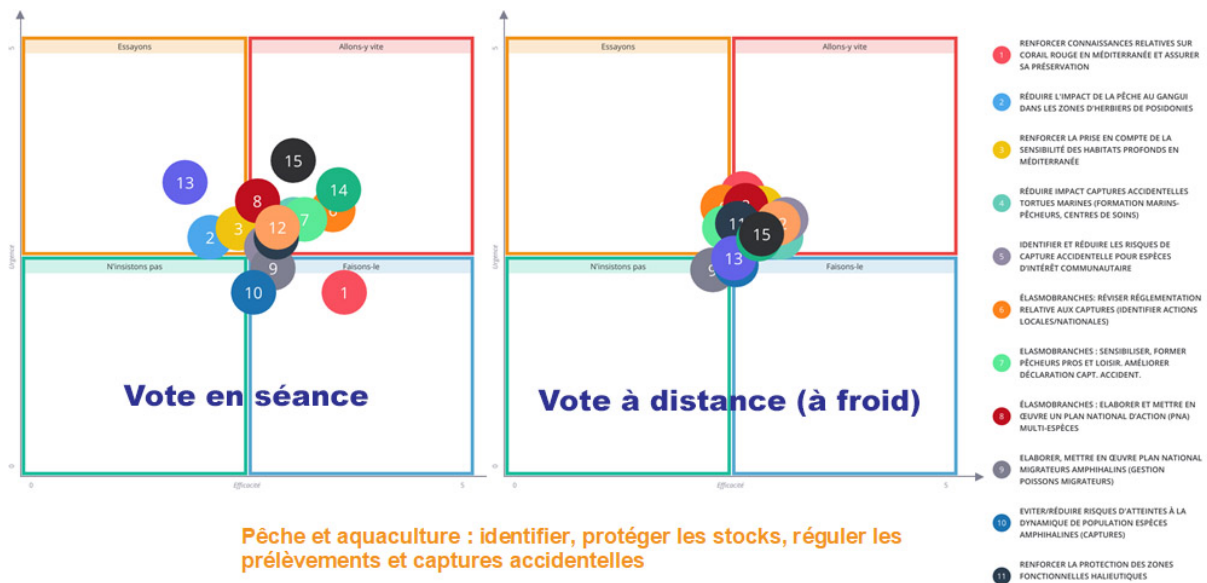 5
Essayons
Allons-y vite
13
15
14
8
6
7
12
3
2
Urgence
N'insistons pas
Faisons-le
9
10
1
Vote en séance
0
Efficacité
5
0
5
Essayons
Allons-y vite
11
15
13
9
Urgence
N'insistons pas
Faisons-le
Vote à distance (à froid)
0
Efficacité
5
0
1
RENFORCER CONNAISSANCES RELATIVES SUR
CORAIL ROUGE EN MÉDITERRANÉE ET ASSURER
SA PRÉSERVATION
2
RÉDUIRE L'IMPACT DE LA PÊCHE AU GANGUI
DANS LES ZONES D'HERBIERS DE POSIDONIES
3
RENFORCER LA PRISE EN COMPTE DE LA
SENSIBILITÉ DES HABITATS PROFONDS EN
MÉDITERRANÉE
4
RÉDUIRE IMPACT CAPTURES ACCIDENTELLES
TORTUES MARINES (FORMATION MARINS-
PÊCHEURS, CENTRES DE SOINS)
5
IDENTIFIER ET RÉDUIRE LES RISQUES DE
CAPTURE ACCIDENTELLE POUR ESPÈCES
D'INTÉRÊT COMMUNAUTAIRE
6
ÉLASMOBRANCHES: RÉVISER RÉGLEMENTATION
RELATIVE AUX CAPTURES (IDENTIFIER ACTIONS
LOCALES/NATIONALES)
7
ELASMOBRANCHES : SENSIBILISER, FORMER
PÊCHEURS PROS ET LOISIR. AMÉLIORER
DÉCLARATION CAPT. ACCIDENT.
8
ÉLASMOBRANCHES : ELABORER ET METTRE EN
ŒUVRE UN PLAN NATIONAL D'ACTION (PNA)
MULTI-ESPÈCES
9
ELABORER, METTRE EN ŒUVRE PLAN NATIONAL
MIGRATEURS AMPHIHALINS (GESTION
POISSONS MIGRATEURS)
10
EVITER/RÉDUIRE RISQUES D'ATTEINTES À LA
DYNAMIQUE DE POPULATION ESPÈCES
AMPHIHALINES (CAPTURES)
11
RENFORCER LA PROTECTION DES ZONES
FONCTIONNELLES HALIEUTIQUES
Pêche et aquaculture : identifier, protéger les stocks, réguler les
prélèvements et captures accidentelles